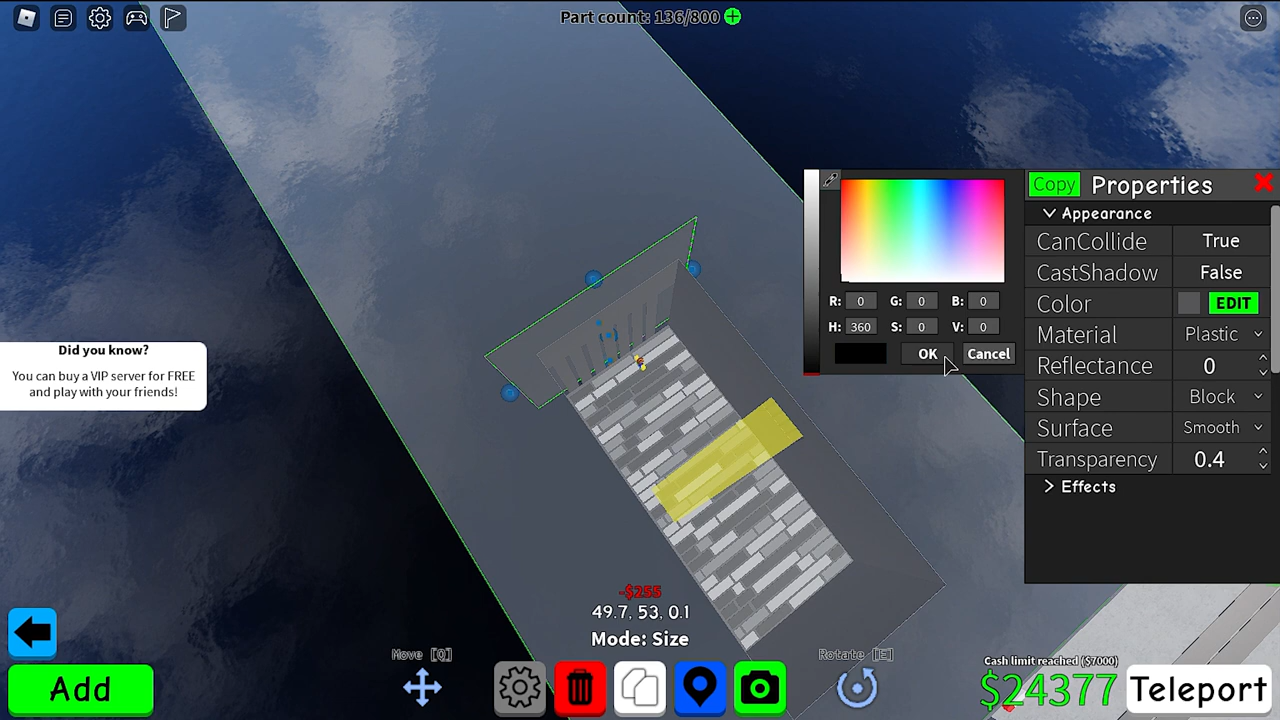 Part count: 136/800
Copy Properties
Appearance
CanCollide True
CastShadow False
Color EDIT
Material Plastic
Reflectance 0
Shape Block
Surface Smooth
Transparency 0.4
Effects
R: 0 G: 0 B: 0
H: 360 S: 0 V: 0
OK Cancel
Did you know?
You can buy a VIP server for FREE
and play with your friends!
-$255
49.7, 53, 0.1
Mode: Size
Move [Q]
Rotate [E]
Add
Cash limit reached ($7000)
$24377
Teleport